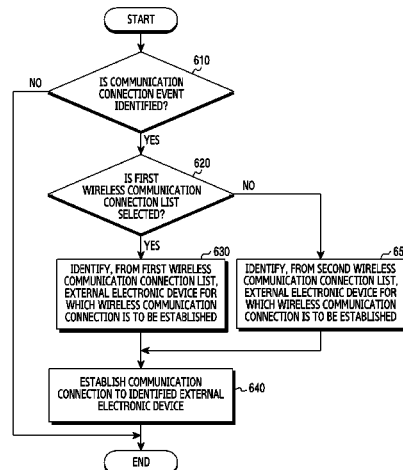 START
610
IS COMMUNICATION
CONNECTION EVENT
IDENTIFIED?
NO
YES
620
IS FIRST
WIRELESS COMMUNICATION
CONNECTION LIST
SELECTED?
NO
YES
630
IDENTIFY, FROM FIRST WIRELESS
COMMUNICATION CONNECTION LIST,
EXTERNAL ELECTRONIC DEVICE FOR
WHICH WIRELESS COMMUNICATION
CONNECTION IS TO BE ESTABLISHED
IDENTIFY, FROM SECOND WIRELESS
COMMUNICATION CONNECTION LIST,
EXTERNAL ELECTRONIC DEVICE FOR
WHICH WIRELESS COMMUNICATION
CONNECTION IS TO BE ESTABLISHED
ESTABLISH COMMUNICATION
CONNECTION TO IDENTIFIED EXTERNAL
ELECTRONIC DEVICE
640
END